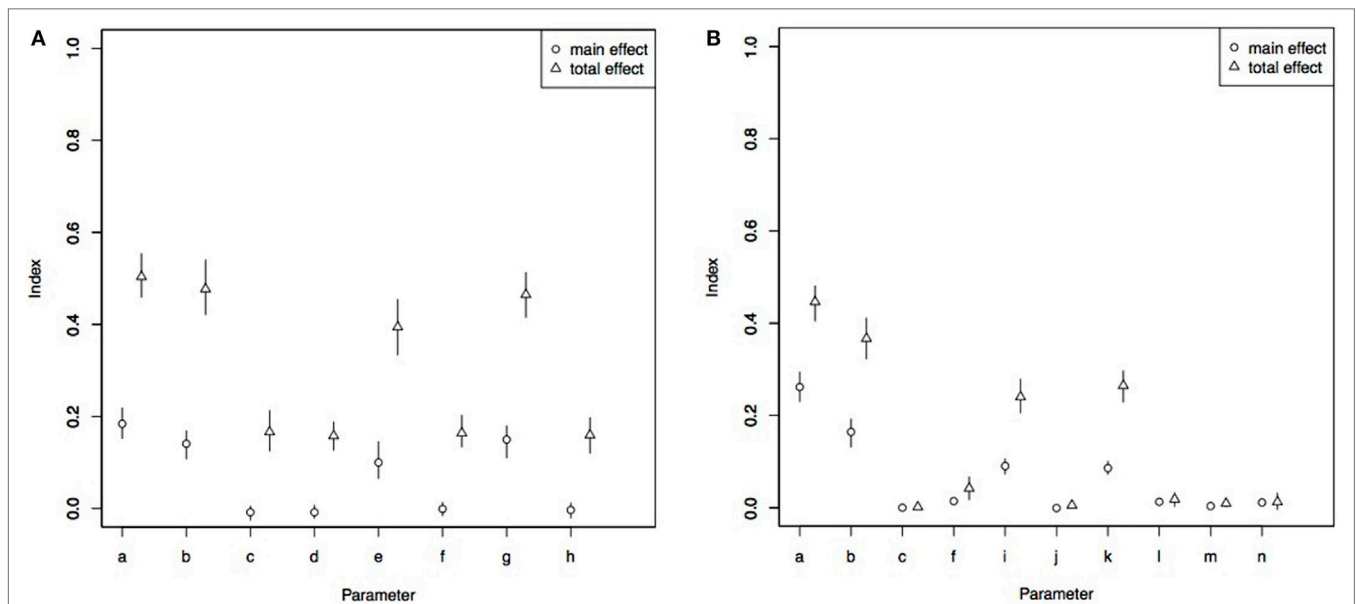 A
main effect
total effect
1.0
0.8
0.6
0.4
0.2
0.0
Index
a b c d e f g h
Parameter
B
main effect
total effect
1.0
0.8
0.6
0.4
0.2
0.0
Index
a b c f i j k l m n
Parameter